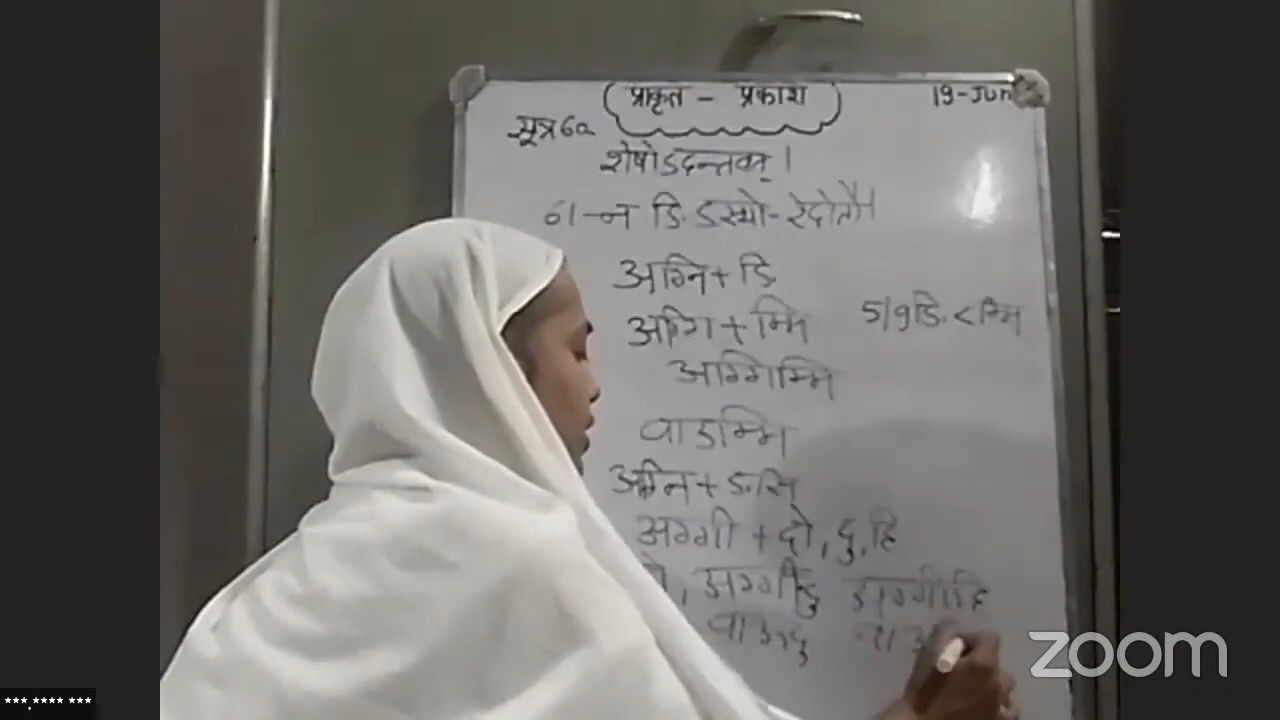 प्राकृत - प्रकाश
19-Jun
सूत्र 60
शेषोऽदन्तवत् ।
61-न ङि ङस्यो-रेदोतौ
अग्नि + ङि
अग्गि + म्मि 5/9 ङि <म्मि
अग्गिम्मि
वाउम्मि
अग्नि + ङसि
अग्गी + दो, दु, हि
अग्गीदु अग्गीहि
वाऊदु
zoom